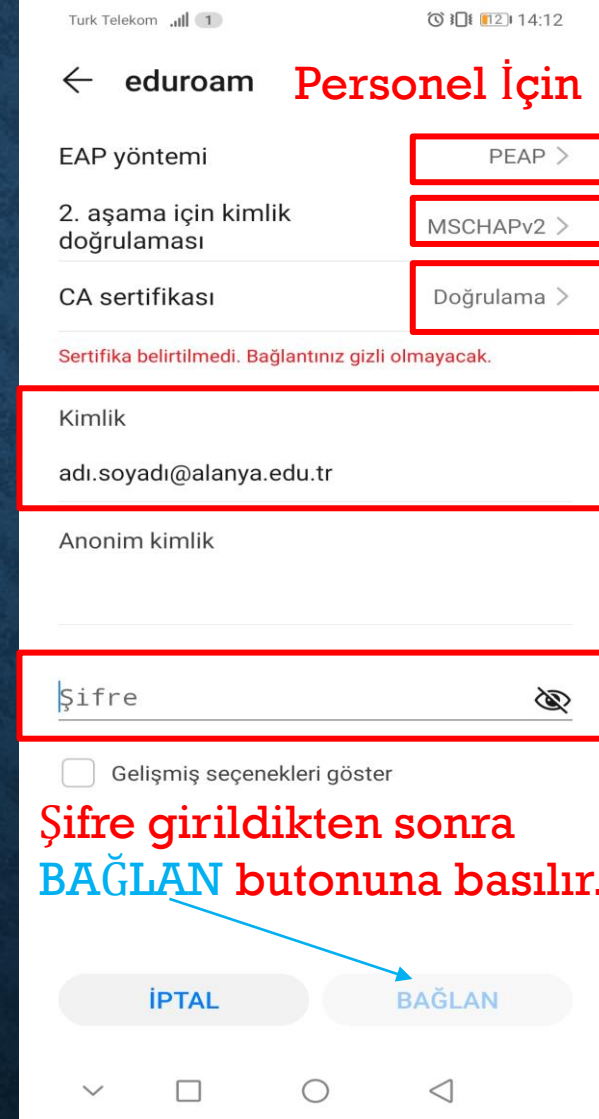 Turk Telekom 1 12 14:12
eduroam Personel İçin
EAP yöntemi PEAP
2. aşama için kimlik
doğrulaması MSCHAPv2
CA sertifikası Doğrulama
Sertifika belirtilmedi. Bağlantınız gizli olmayacak.
Kimlik
adı.soyadı@alanya.edu.tr
Anonim kimlik
Şifre
Gelişmiş seçenekleri göster
Şifre girildikten sonra
BAĞLAN butonuna basılır.
İPTAL BAĞLAN